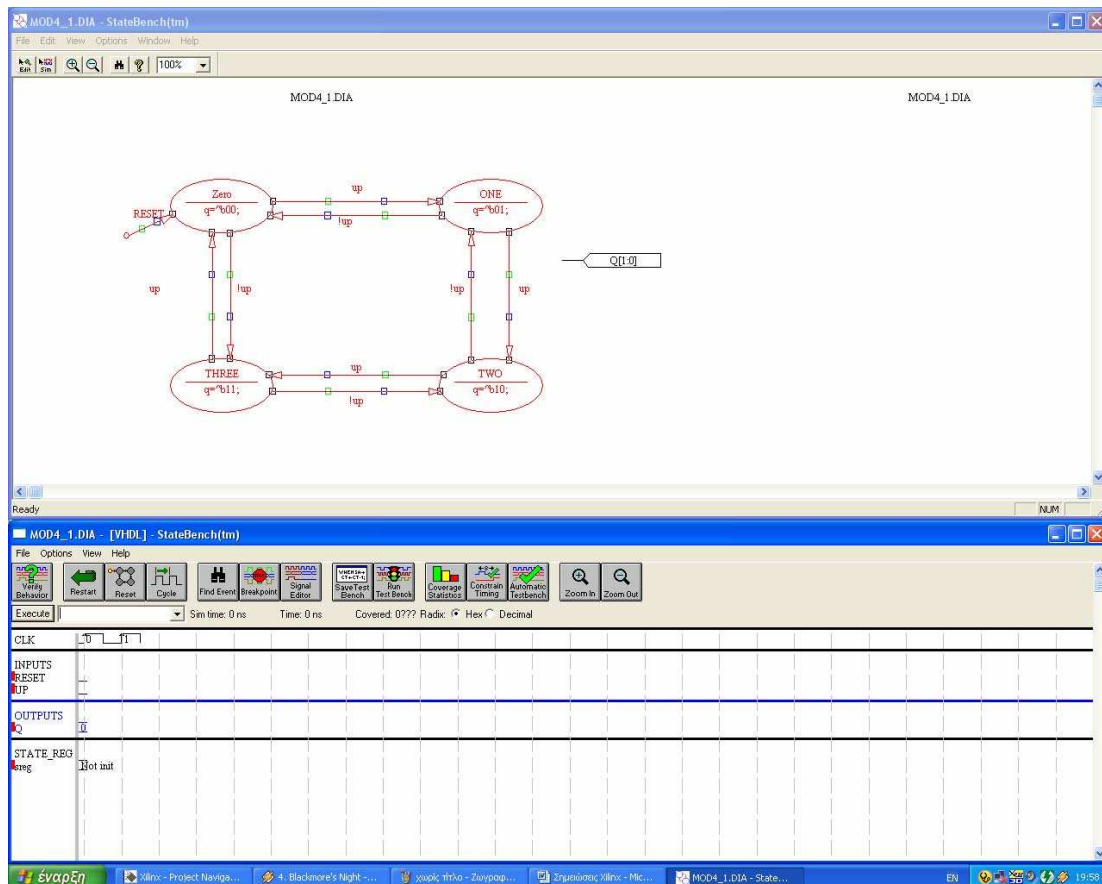 MOD4_1.DIA - StateBench(tm)
File Edit View Options Window Help
Edit Sim 100%
MOD4_1.DIA MOD4_1.DIA
Zero
q=^b00;
up
ONE
q=^b01;
RESET
!up
Q[1:0]
up !up !up up
THREE
q=^b11;
up
TWO
q=^b10;
!up
Ready NUM
MOD4_1.DIA - [VHDL] - StateBench(tm)
File Options View Help
Verify Behavior Restart Reset Cycle Find Event Breakpoint Signal Editor Save Test Bench Run Test Bench Coverage Statistics Constrain Timing Automatic Testbench Zoom In Zoom Out
Execute Sim time: 0 ns Time: 0 ns Covered: 0??? Radix: Hex Decimal
CLK 0 1
INPUTS
RESET
UP
OUTPUTS
Q 0
STATE_REG
sreg Not init
έναρξη Xilinx - Project Naviga... 4. Blackmore's Night -... χωρίς τίτλο - Ζωγραφ... Σημειώσεις Xilinx - Mic... MOD4_1.DIA - State... EN 19:58